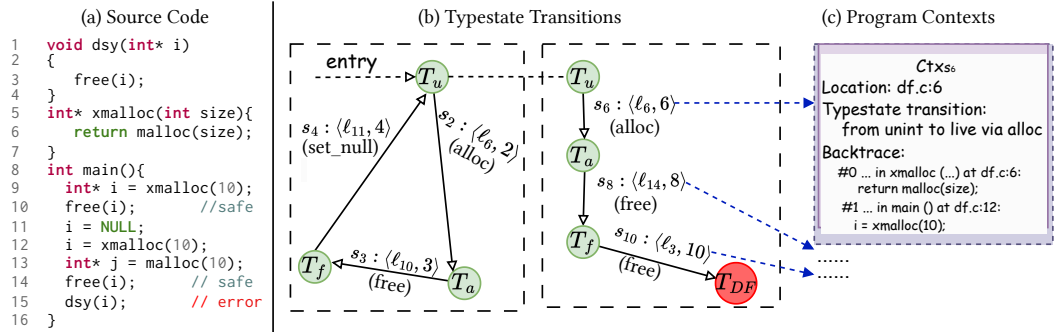 (a) Source Code
1 void dsy(int* i)
2 {
3 free(i);
4 }
5 int* xmalloc(int size){
6 return malloc(size);
7 }
8 int main(){
9 int* i = xmalloc(10);
10 free(i); //safe
11 i = NULL;
12 i = xmalloc(10);
13 int* j = malloc(10);
14 free(i); // safe
15 dsy(i); // error
16 }
(b) Typestate Transitions
entry
T_u
s_4 : ⟨ℓ_11, 4⟩
(set_null)
s_2 : ⟨ℓ_6, 2⟩
(alloc)
T_f
s_3 : ⟨ℓ_10, 3⟩
(free)
T_a
T_u
s_6 : ⟨ℓ_6, 6⟩
(alloc)
T_a
s_8 : ⟨ℓ_14, 8⟩
(free)
T_f
s_10 : ⟨ℓ_3, 10⟩
(free)
T_DF
(c) Program Contexts
Ctx_s6
Location: df.c:6
Typestate transition:
from unint to live via alloc
Backtrace:
#0 ... in xmalloc (...) at df.c:6:
return malloc(size);
#1 ... in main () at df.c:12:
i = xmalloc(10);
......
......